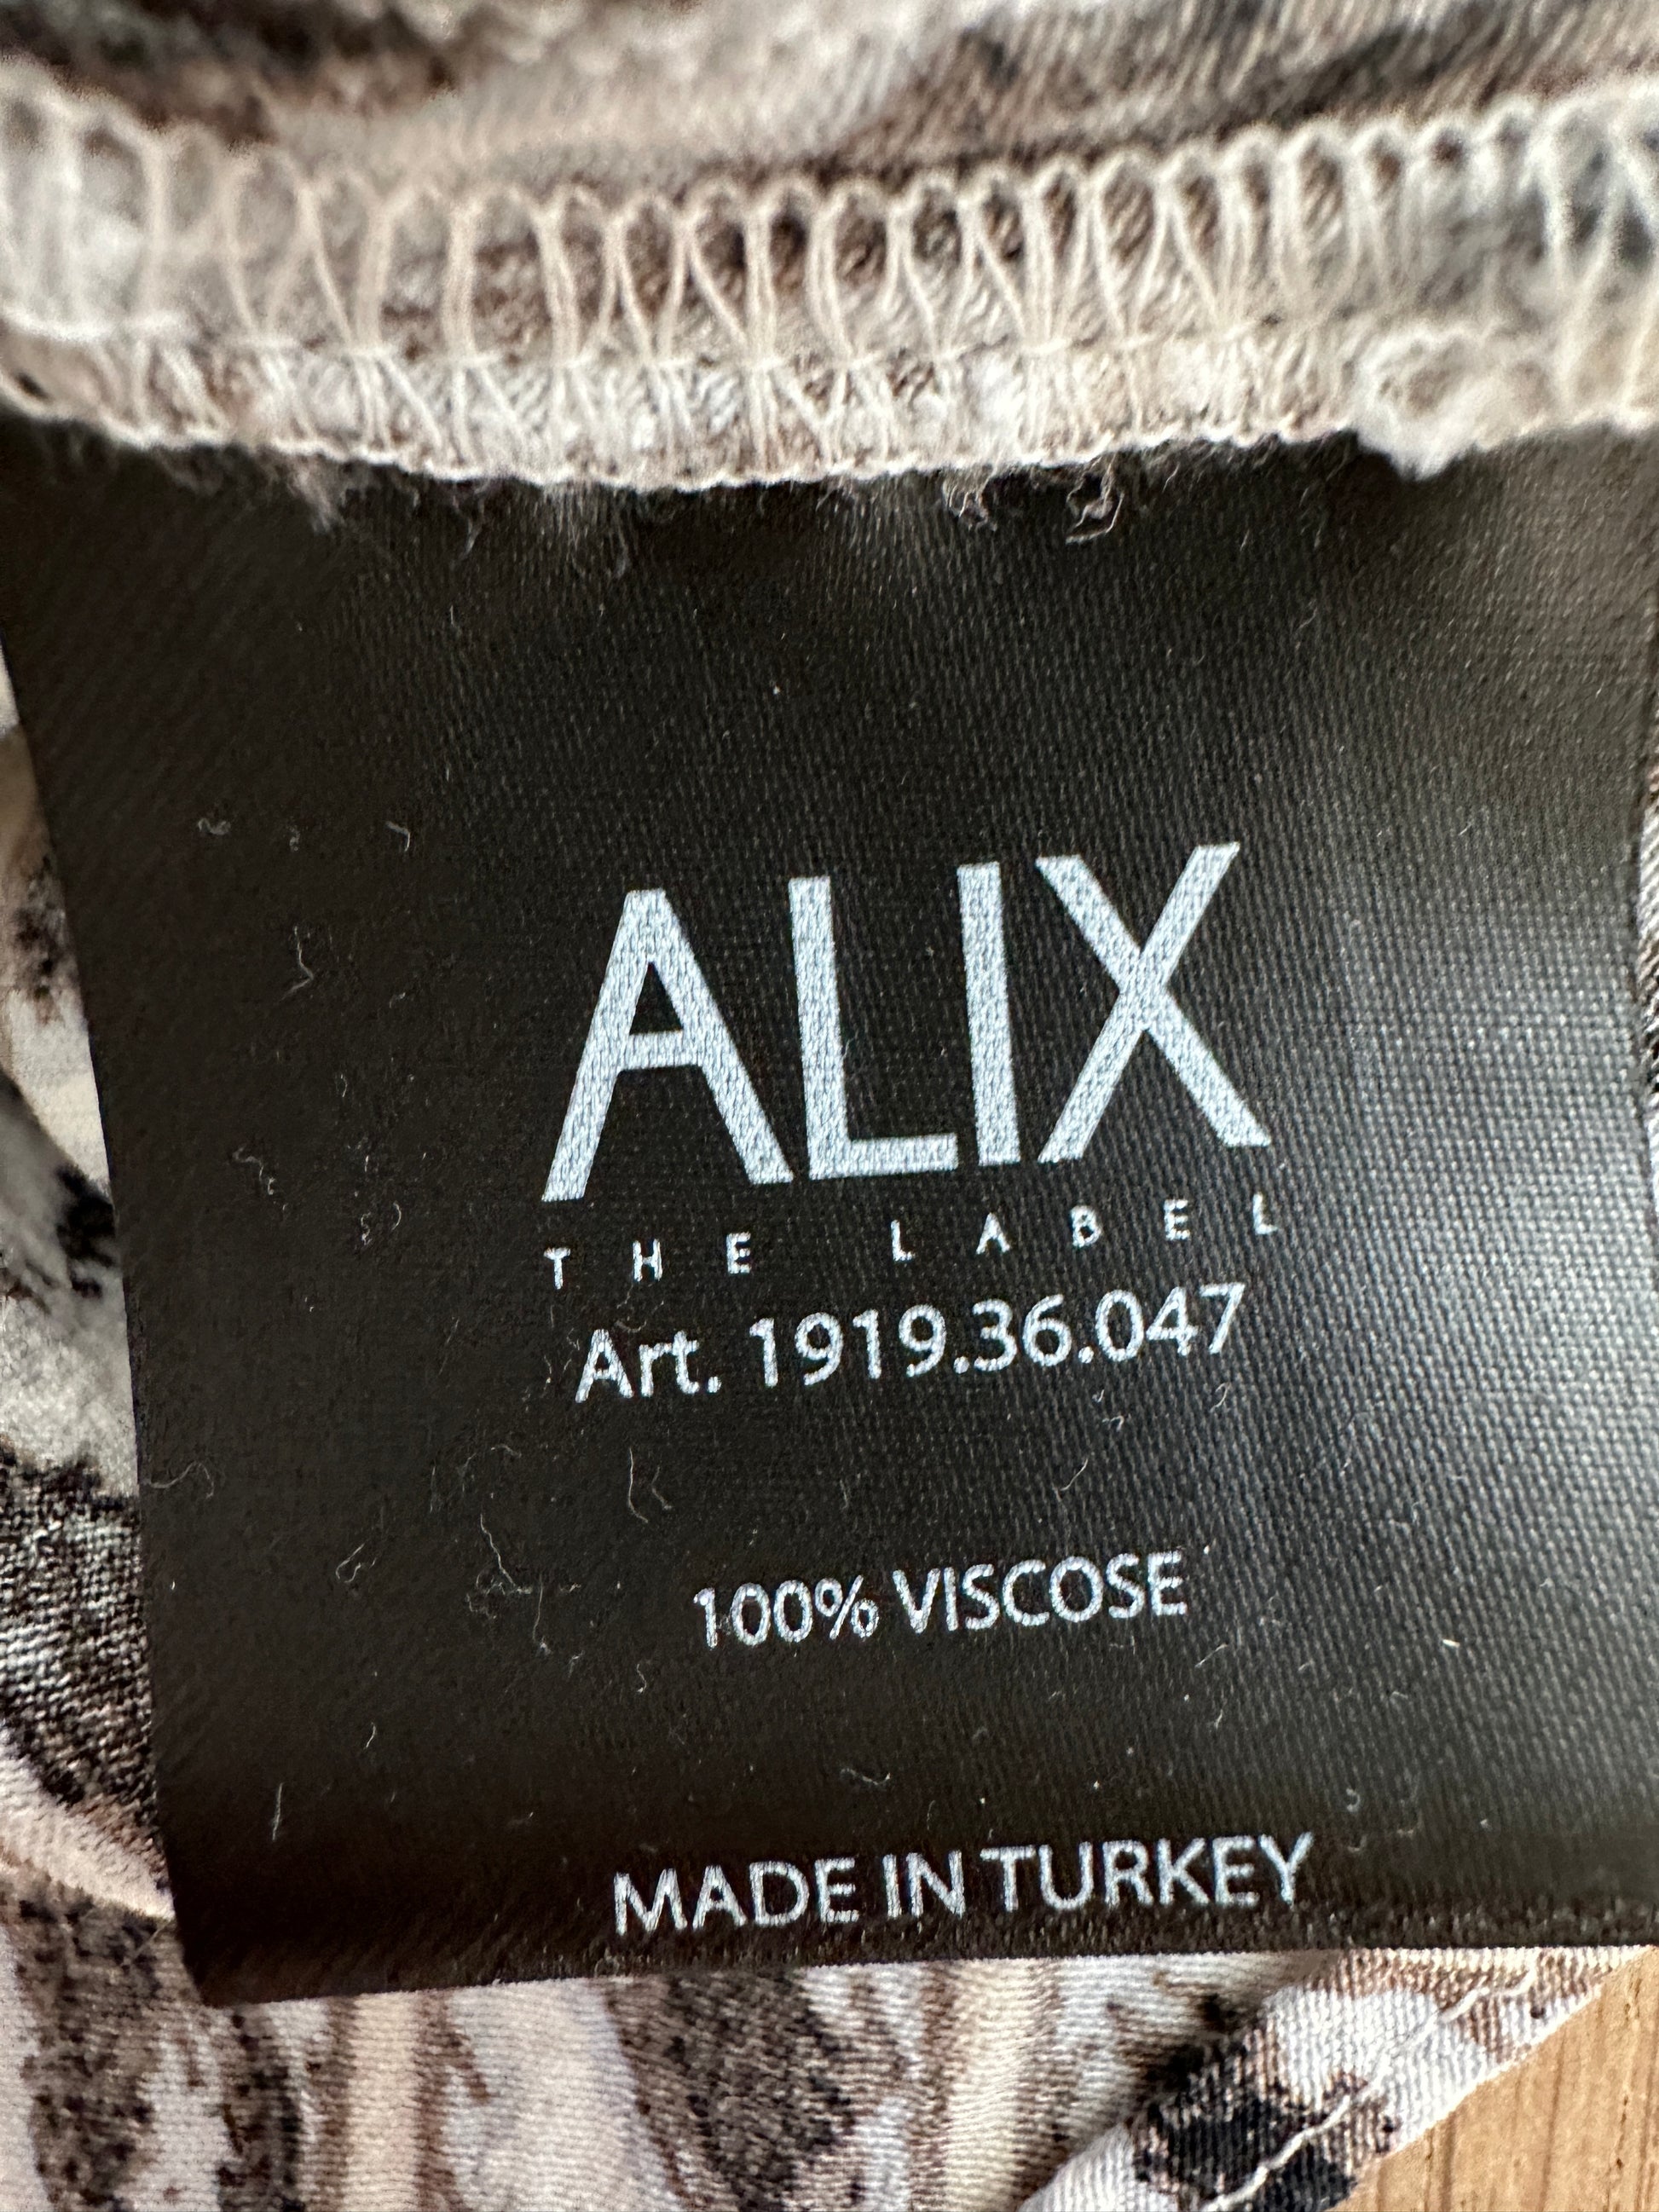 ALIX
THE LABEL
Art. 1919.36.047
100% VISCOSE
MADE IN TURKEY